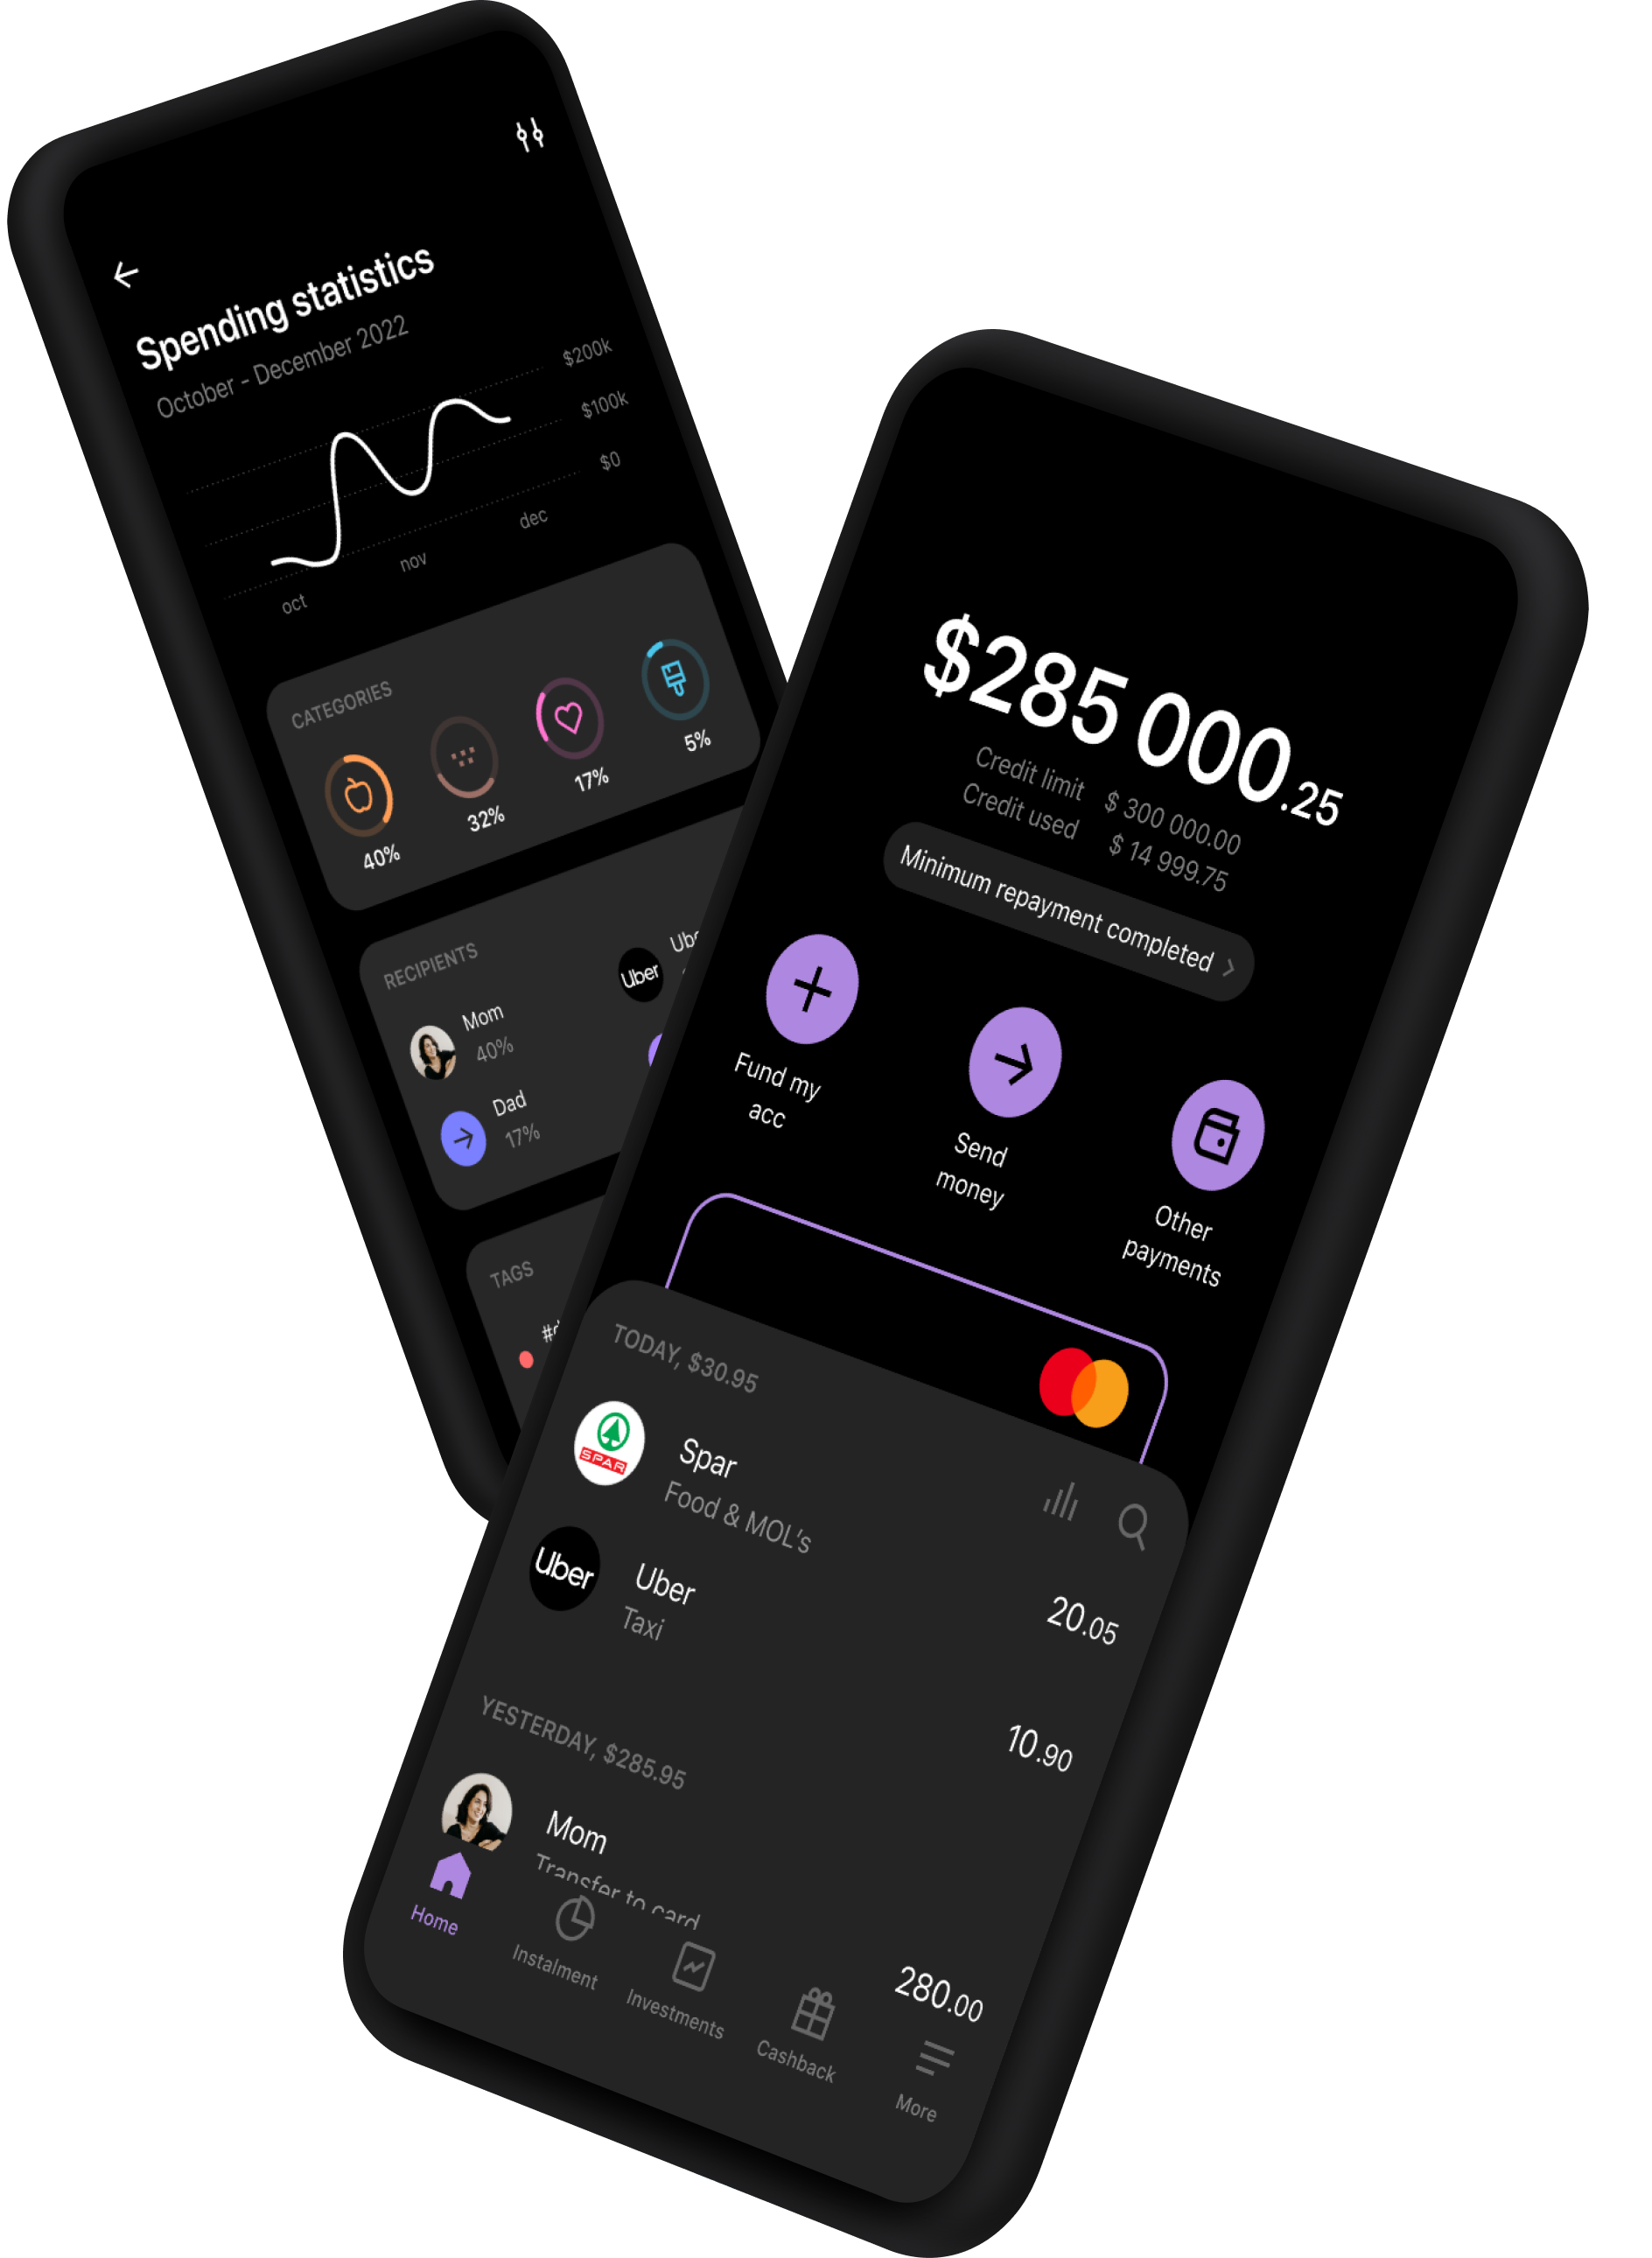 Spending statistics
October - December 2022
$200k
$100k
$0
oct
nov
dec
CATEGORIES
40%
32%
17%
5%
RECIPIENTS
Mom
40%
Uber
Dad
17%
TAGS
$285 000.25
Credit limit $ 300 000.00
Credit used $ 14 999.75
Minimum repayment completed
Fund my
acc
Send
money
Other
payments
TODAY, $30.95
SPAR
Spar
Food & MOL's
20.05
Uber
Uber
Taxi
10.90
YESTERDAY, $285.95
Mom
Transfer to card
280.00
Home
Instalment
Investments
Cashback
More